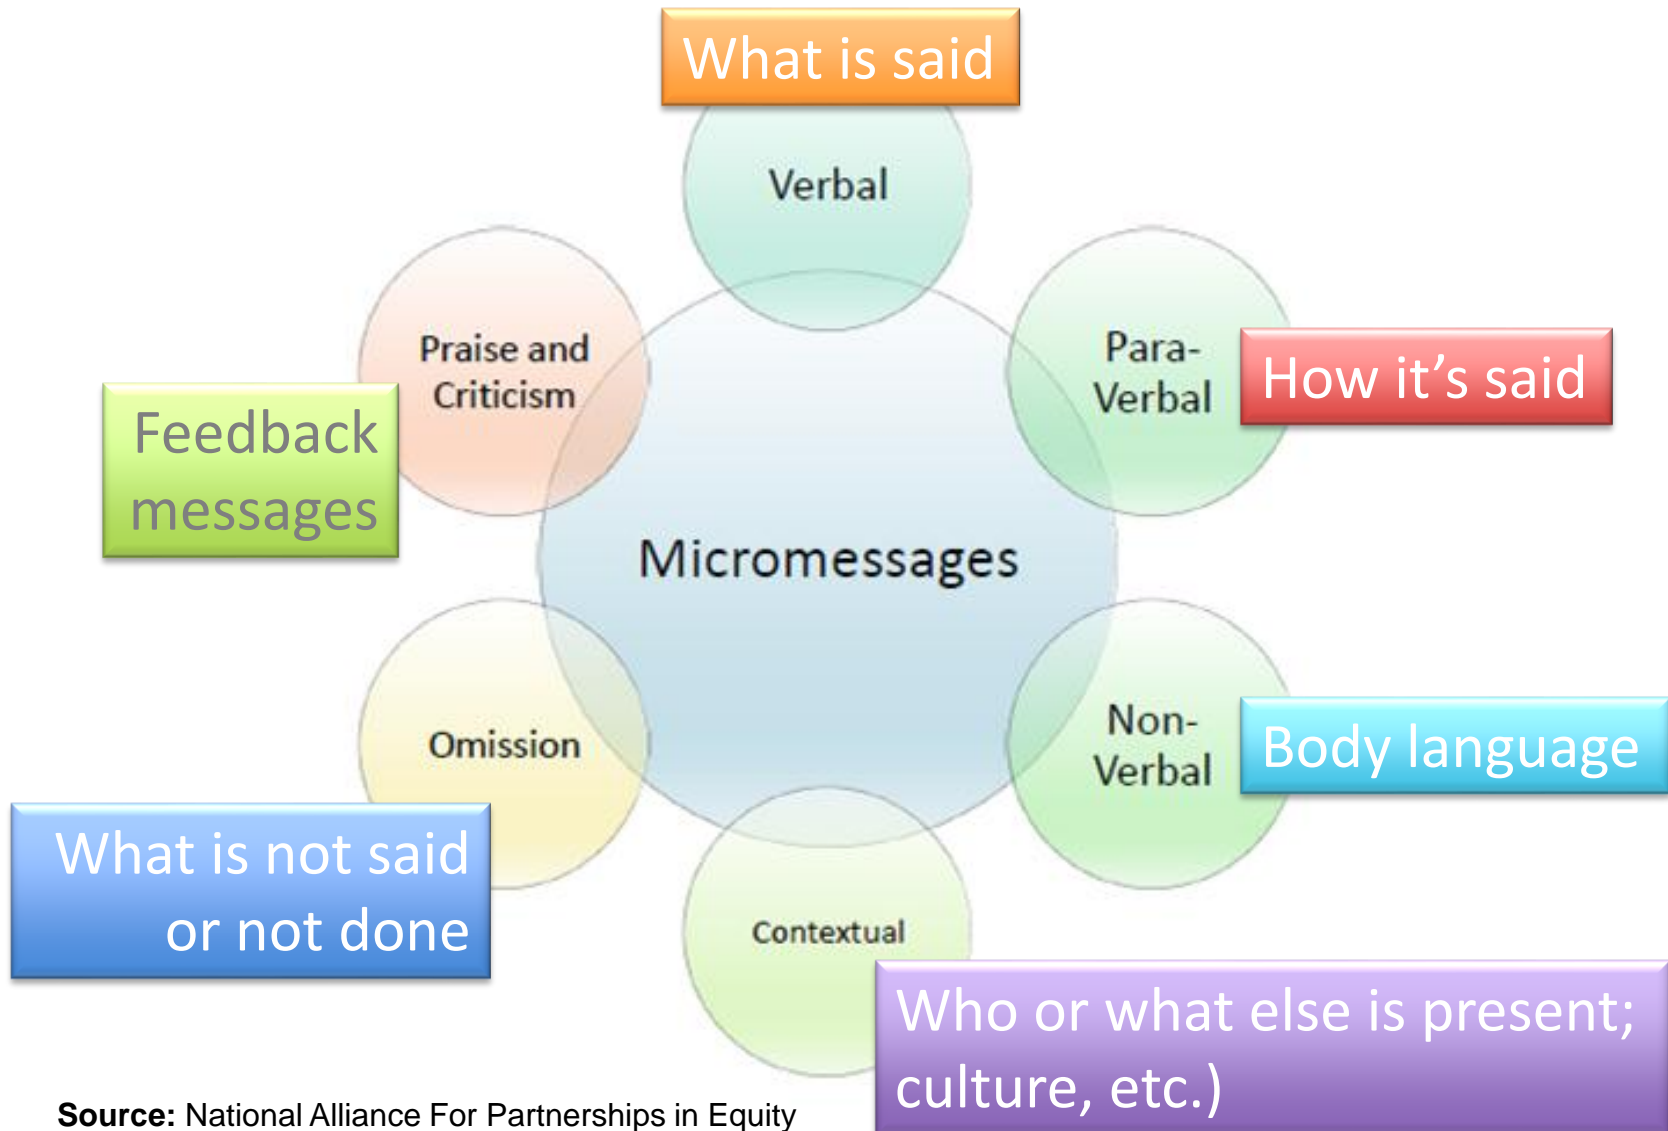 What is said
Verbal
Para-
Verbal
How it’s said
Non-
Verbal
Body language
Contextual
Who or what else is present;
culture, etc.)
Omission
What is not said
or not done
Praise and
Criticism
Feedback
messages
Micromessages
Source: National Alliance For Partnerships in Equity